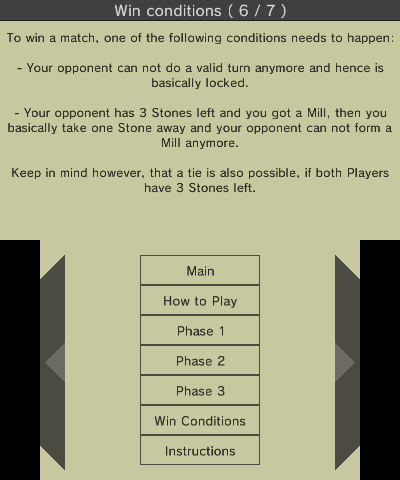 Win conditions ( 6 / 7 )
To win a match, one of the following conditions needs to happen:
- Your opponent can not do a valid turn anymore and hence is
basically locked.
- Your opponent has 3 Stones left and you got a Mill, then you
basically take one Stone away and your opponent can not form a
Mill anymore.
Keep in mind however, that a tie is also possible, if both Players
have 3 Stones left.
Main
How to Play
Phase 1
Phase 2
Phase 3
Win Conditions
Instructions